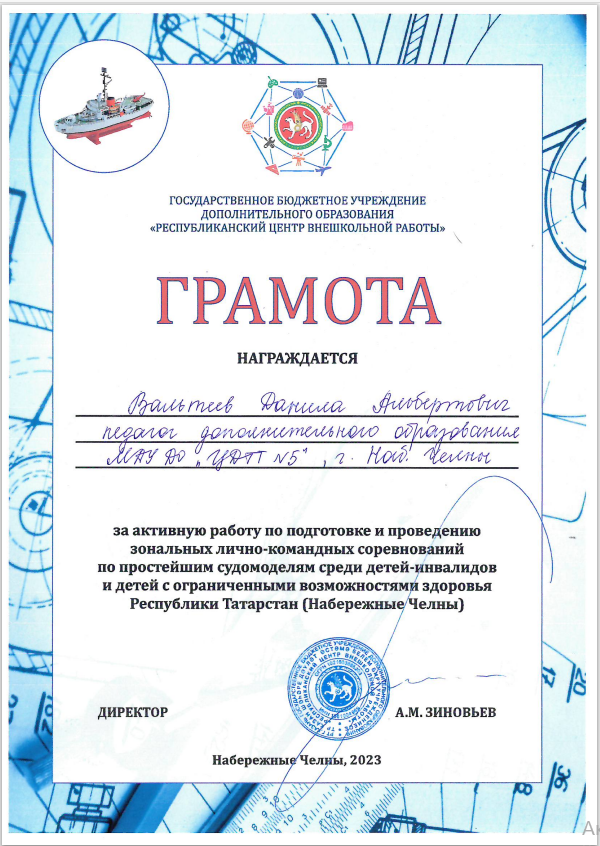 ГОСУДАРСТВЕННОЕ БЮДЖЕТНОЕ УЧРЕЖДЕНИЕ
ДОПОЛНИТЕЛЬНОГО ОБРАЗОВАНИЯ
«РЕСПУБЛИКАНСКИЙ ЦЕНТР ВНЕШКОЛЬНОЙ РАБОТЫ»
ГРАМОТА
НАГРАЖДАЕТСЯ
Вальтеев Данила Альбертович
педагог дополнительного образования
МАУ ДО „ЦДТТ №5", г. Наб. Челны
за активную работу по подготовке и проведению
зональных лично-командных соревнований
по простейшим судомоделям среди детей-инвалидов
и детей с ограниченными возможностями здоровья
Республики Татарстан (Набережные Челны)
ДИРЕКТОР
А.М. ЗИНОВЬЕВ
Набережные Челны, 2023